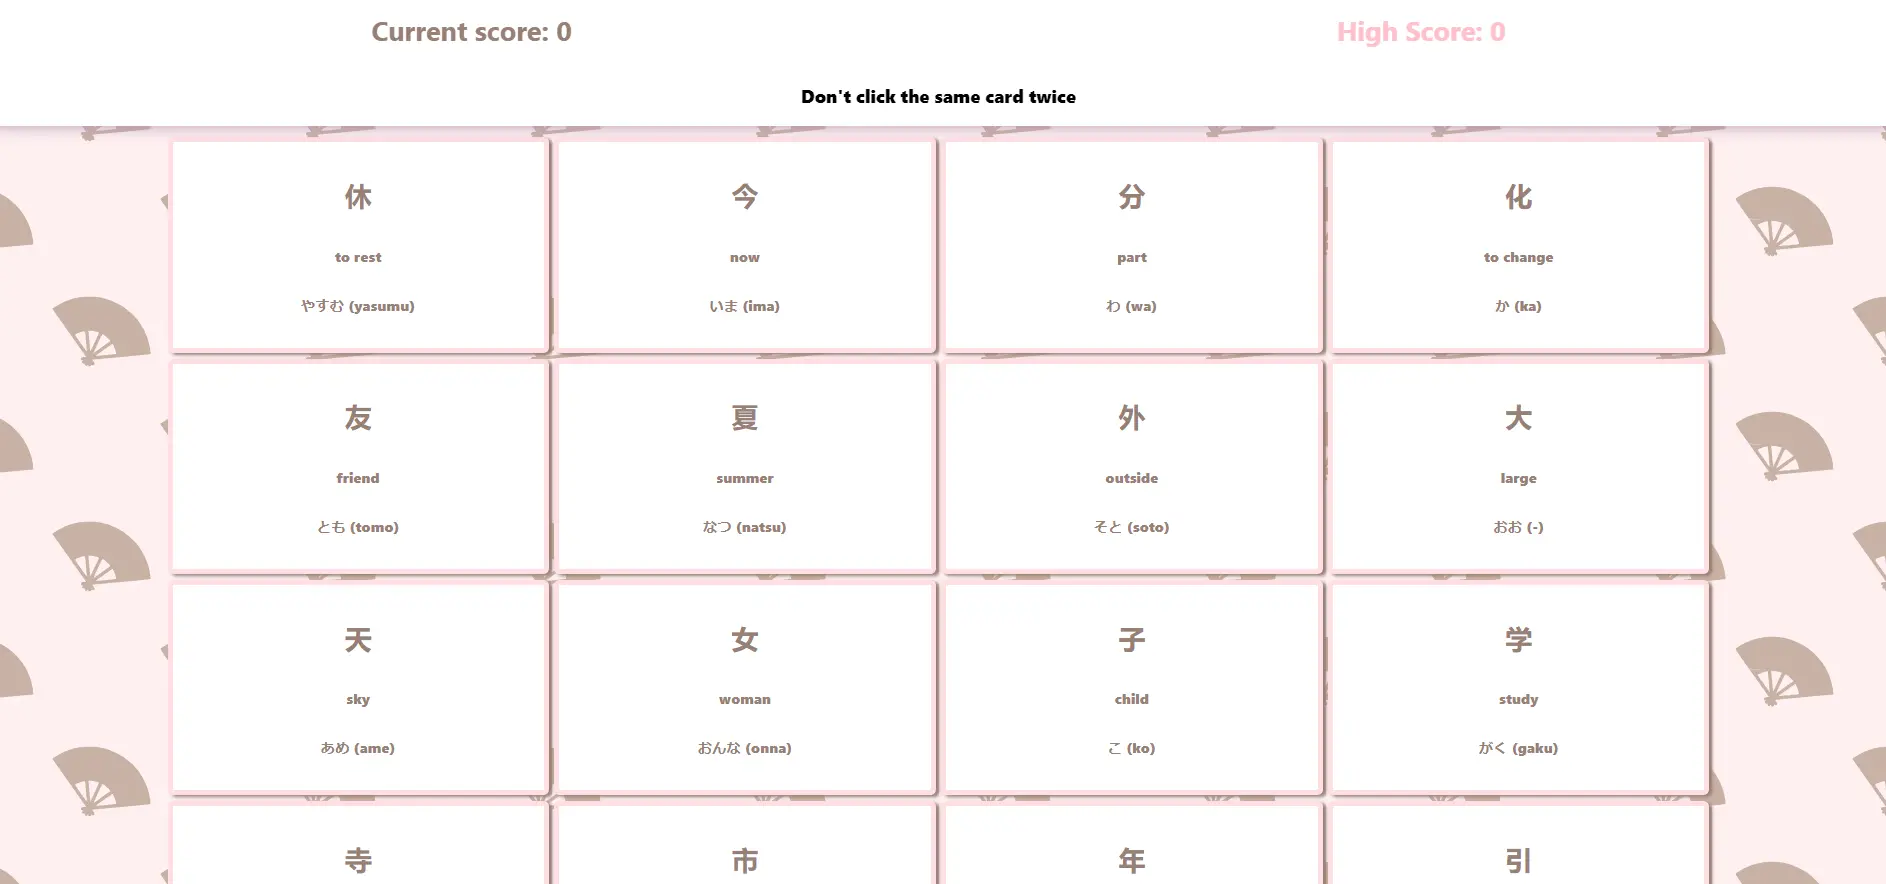 Current score: 0
High Score: 0
Don't click the same card twice
休
to rest
やすむ (yasumu)
今
now
いま (ima)
分
part
わ (wa)
化
to change
か (ka)
友
friend
とも (tomo)
夏
summer
なつ (natsu)
外
outside
そと (soto)
大
large
おお (-)
天
sky
あめ (ame)
女
woman
おんな (onna)
子
child
こ (ko)
学
study
がく (gaku)
寺
市
年
引